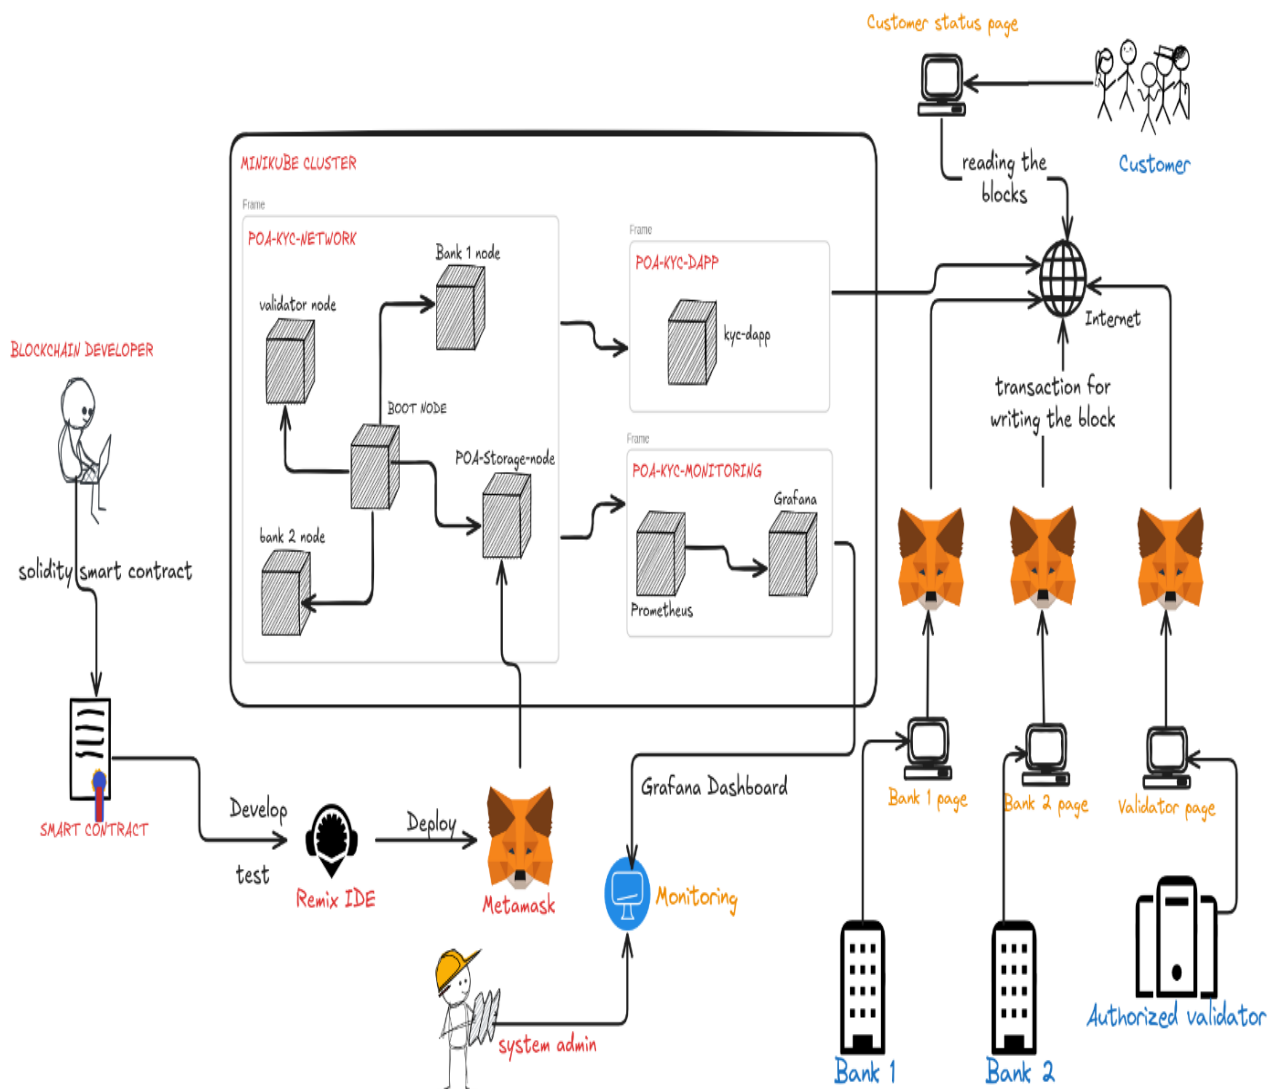 Customer status page
Customer
reading the
blocks
MINIKUBE CLUSTER
Frame
POA-KYC-NETWORK
Bank 1 node
validator node
BOOT NODE
POA-Storage-node
bank 2 node
Frame
POA-KYC-DAPP
kyc-dapp
Frame
POA-KYC-MONITORING
Grafana
Prometheus
Internet
transaction for
writing the block
BLOCKCHAIN DEVELOPER
solidity smart contract
SMART CONTRACT
Develop
test
Remix IDE
Deploy
Metamask
Grafana Dashboard
Monitoring
system admin
Bank 1 page
Bank 2 page
Validator page
Bank 1
Bank 2
Authorized validator